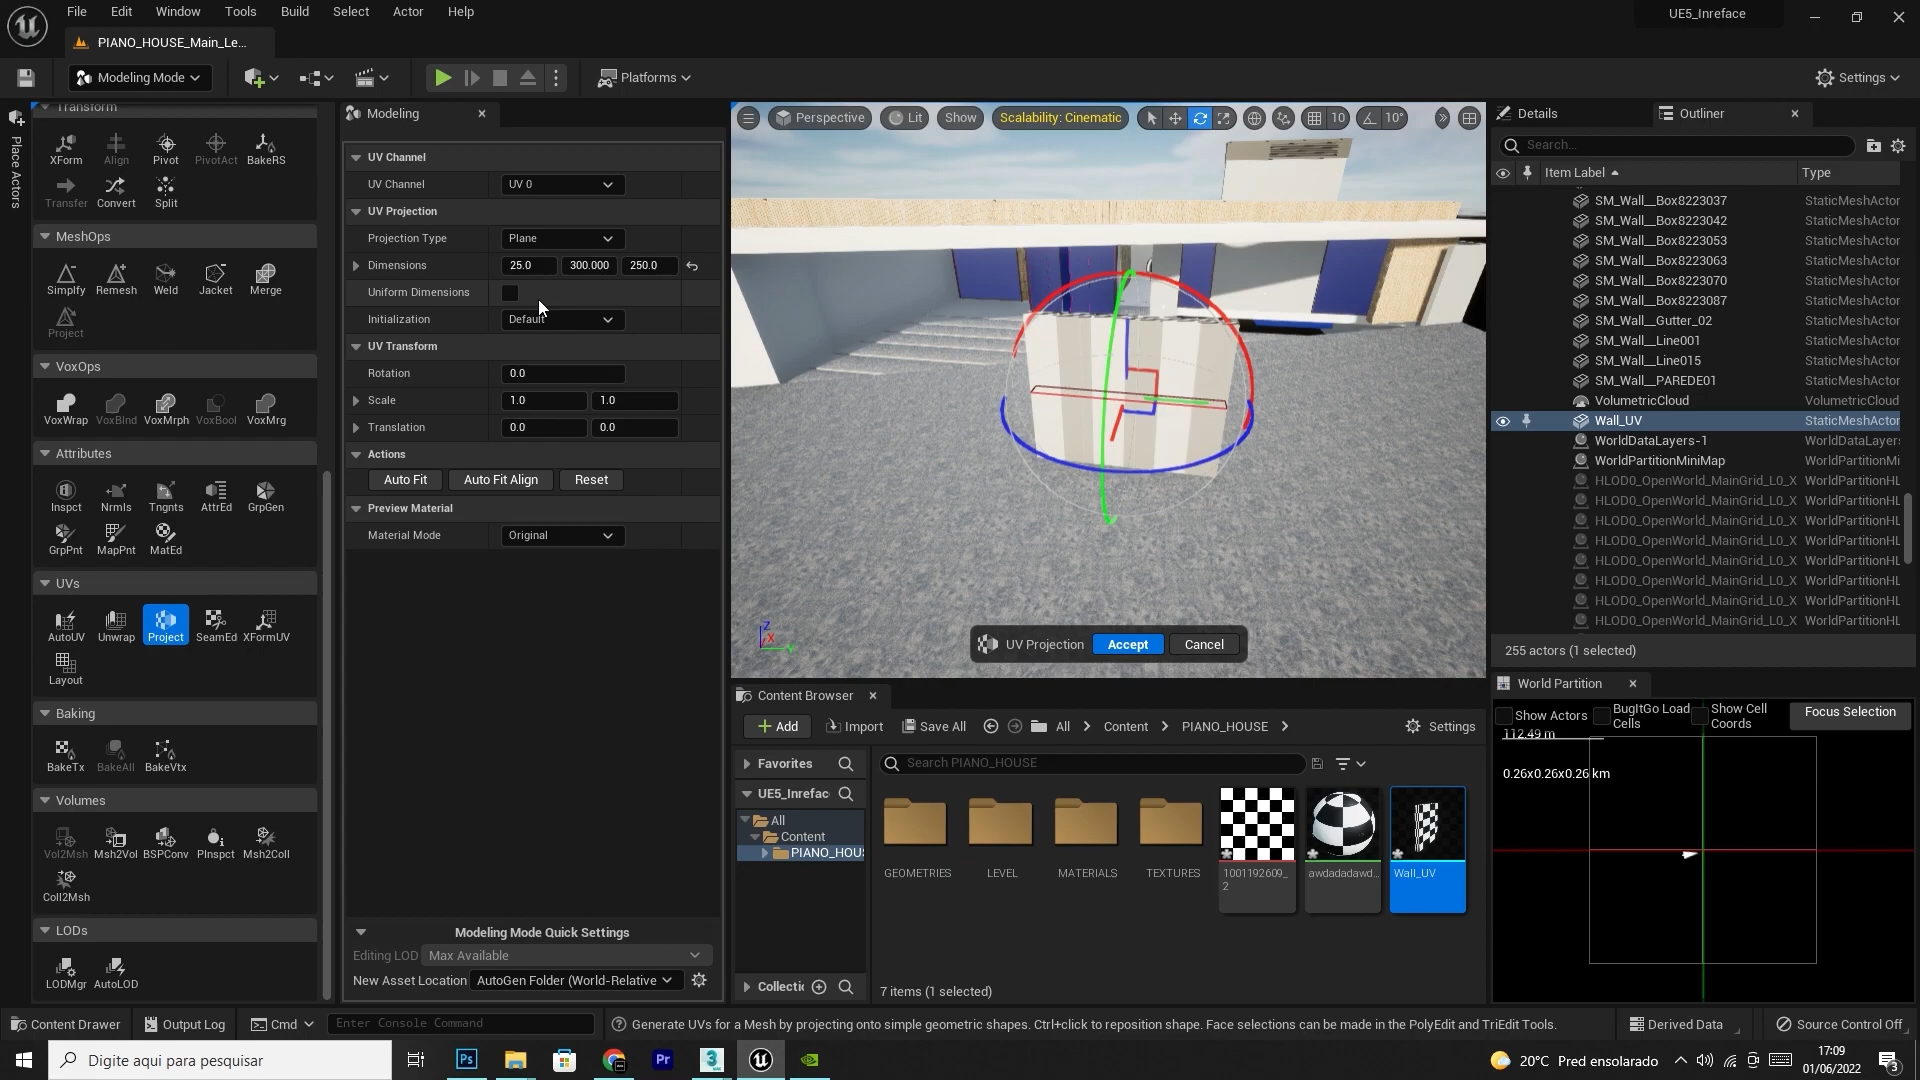 File Edit Window Tools Build Select Actor Help
UE5_Inreface
PIANO_HOUSE_Main_Le...
Modeling Mode
Platforms
Settings
Place Actors
Transform
XForm Align Pivot PivotAct BakeRS
Transfer Convert Split
MeshOps
Simplfy Remesh Weld Jacket Merge
Project
VoxOps
VoxWrap VoxBlnd VoxMrph VoxBool VoxMrg
Attributes
Inspct Nrmls Tngnts AttrEd GrpGen
GrpPnt MapPnt MatEd
UVs
AutoUV Unwrap Project SeamEd XFormUV
Layout
Baking
BakeTx BakeAll BakeVtx
Volumes
Vol2Msh Msh2Vol BSPConv PInspct Msh2Coll
Coll2Msh
LODs
LODMgr AutoLOD
Modeling
UV Channel
UV Channel UV 0
UV Projection
Projection Type Plane
Dimensions 25.0 300.000 250.0
Uniform Dimensions
Initialization Default
UV Transform
Rotation 0.0
Scale 1.0 1.0
Translation 0.0 0.0
Actions
Auto Fit Auto Fit Align Reset
Preview Material
Material Mode Original
Modeling Mode Quick Settings
Editing LOD Max Available
New Asset Location AutoGen Folder (World-Relative
Perspective Lit Show Scalability: Cinematic 10 10°
Z X Y
UV Projection Accept Cancel
Content Browser
Add Import Save All All Content PIANO_HOUSE Settings
Favorites
Search PIANO_HOUSE
UE5_Inrefac
All
Content
PIANO_HOUS
Collectic
GEOMETRIES LEVEL MATERIALS TEXTURES 1001192609_2 awdadadawd... Wall_UV
7 items (1 selected)
Details Outliner
Search...
Item Label Type
SM_Wall__Box8223037 StaticMeshActor
SM_Wall__Box8223042 StaticMeshActor
SM_Wall__Box8223053 StaticMeshActor
SM_Wall__Box8223063 StaticMeshActor
SM_Wall__Box8223070 StaticMeshActor
SM_Wall__Box8223087 StaticMeshActor
SM_Wall__Gutter_02 StaticMeshActor
SM_Wall__Line001 StaticMeshActor
SM_Wall__Line015 StaticMeshActor
SM_Wall__PAREDE01 StaticMeshActor
VolumetricCloud VolumetricCloud
Wall_UV StaticMeshActor
WorldDataLayers-1 WorldDataLayer
WorldPartitionMiniMap WorldPartitionMi
HLOD0_OpenWorld_MainGrid_L0_X WorldPartitionHL
HLOD0_OpenWorld_MainGrid_L0_X WorldPartitionHL
HLOD0_OpenWorld_MainGrid_L0_X WorldPartitionHL
HLOD0_OpenWorld_MainGrid_L0_X WorldPartitionHL
HLOD0_OpenWorld_MainGrid_L0_X WorldPartitionHL
HLOD0_OpenWorld_MainGrid_L0_X WorldPartitionHL
HLOD0_OpenWorld_MainGrid_L0_X WorldPartitionHL
HLOD0_OpenWorld_MainGrid_L0_X WorldPartitionHL
255 actors (1 selected)
World Partition
Show Actors BugItGo Load Cells Show Cell Coords Focus Selection
112.49 m
0.26x0.26x0.26 km
Content Drawer Output Log Cmd Enter Console Command Generate UVs for a Mesh by projecting onto simple geometric shapes. Ctrl+click to reposition shape. Face selections can be made in the PolyEdit and TriEdit Tools. Derived Data Source Control Off
Digite aqui para pesquisar
Ps Pr 3
20°C Pred ensolarado
17:09
01/06/2022
3